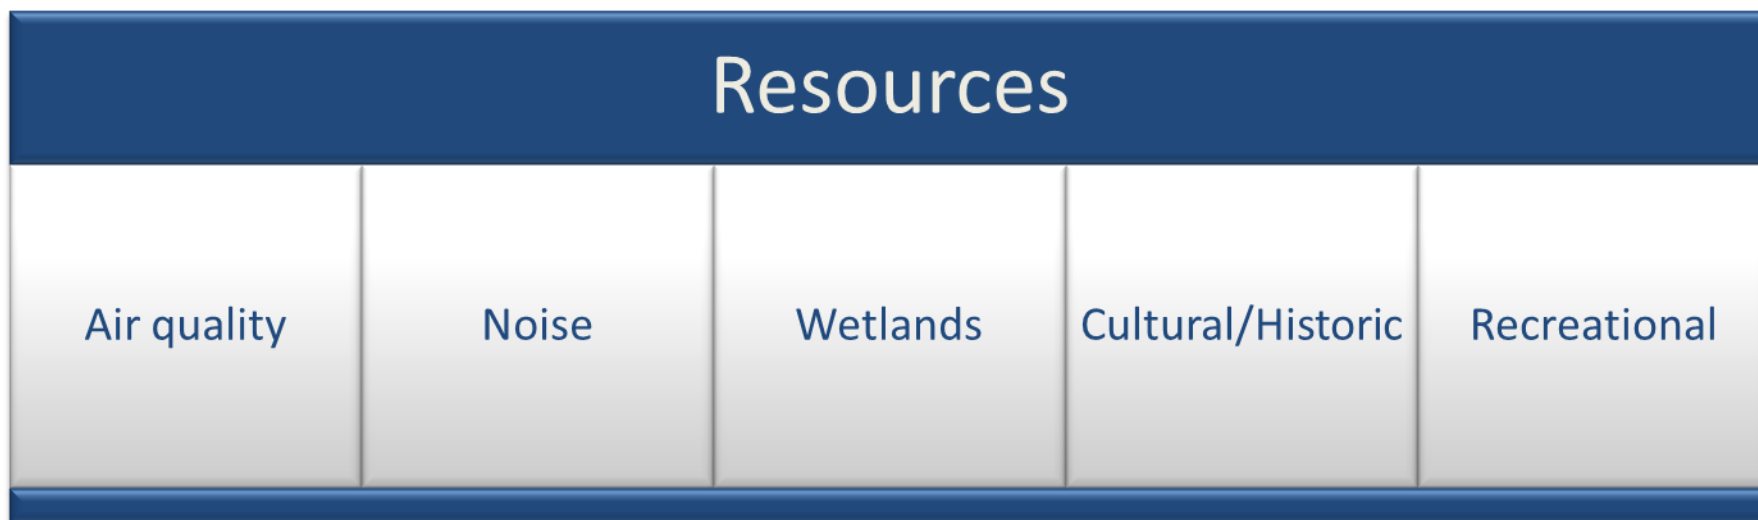 Resources
Air quality
Noise
Wetlands
Cultural/Historic
Recreational